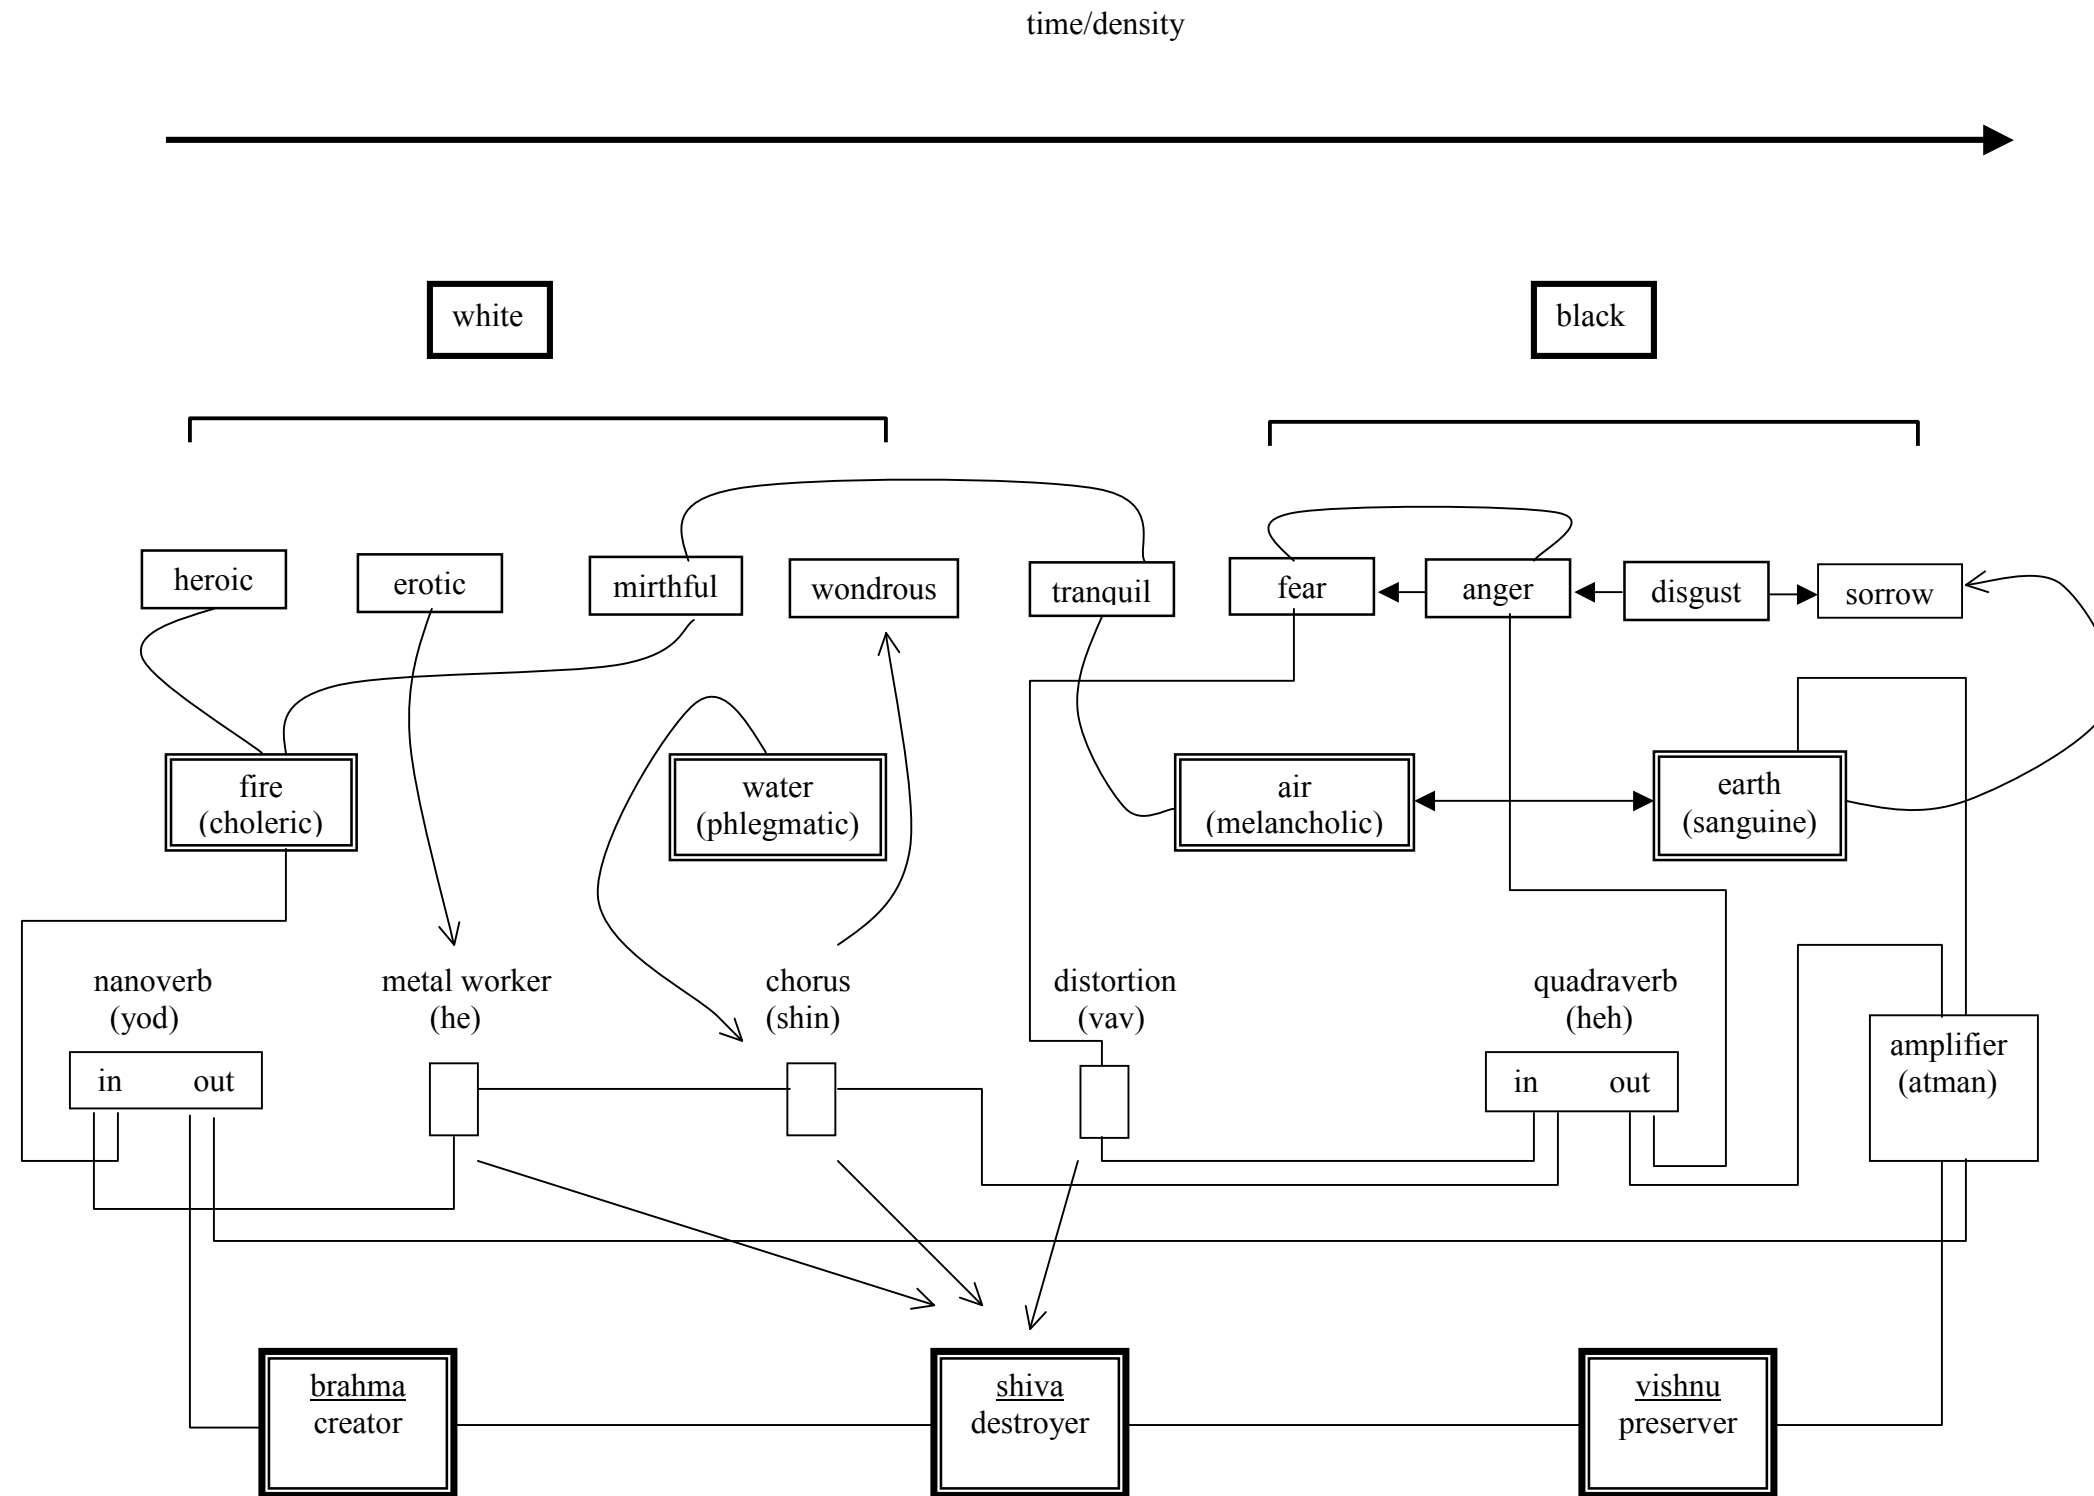 time/density
white
black
heroic
erotic
mirthful
wondrous
tranquil
fear
anger
disgust
sorrow
fire
(choleric)
water
(phlegmatic)
air
(melancholic)
earth
(sanguine)
nanoverb
(yod)
metal worker
(he)
chorus
(shin)
distortion
(vav)
quadraverb
(heh)
amplifier
(atman)
in out
in out
brahma
creator
shiva
destroyer
vishnu
preserver